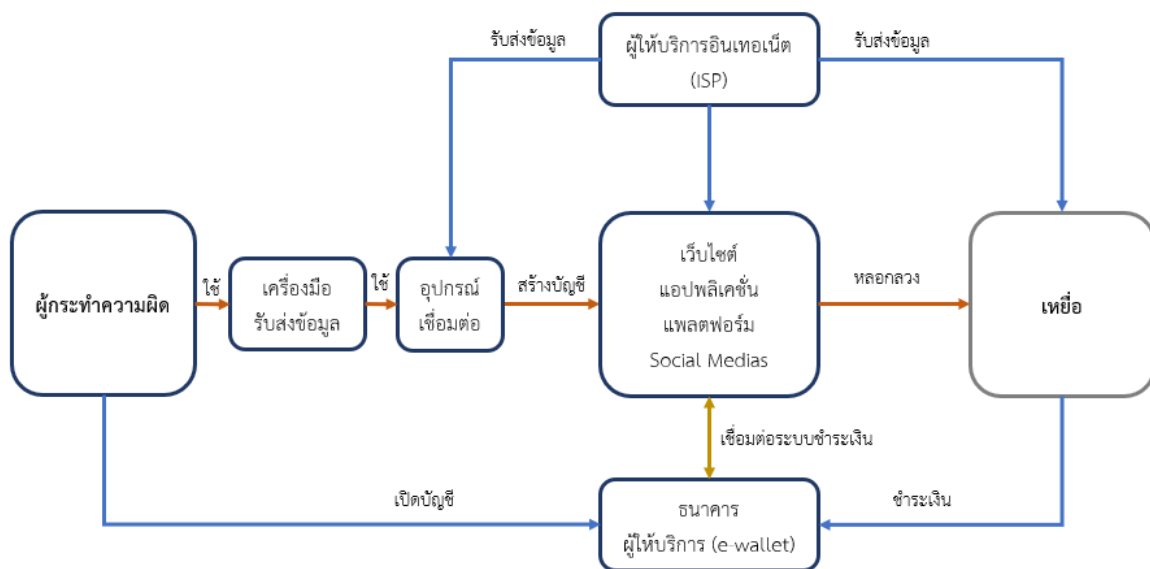 รับส่งข้อมูล
ผู้ให้บริการอินเทอเน็ต
(ISP)
รับส่งข้อมูล
ผู้กระทำความผิด
ใช้
เครื่องมือ
รับส่งข้อมูล
ใช้
อุปกรณ์
เชื่อมต่อ
สร้างบัญชี
เว็บไซต์
แอปพลิเคชั่น
แพลตฟอร์ม
Social Medias
หลอกลวง
เหยื่อ
เชื่อมต่อระบบชำระเงิน
เปิดบัญชี
ธนาคาร
ผู้ให้บริการ (e-wallet)
ชำระเงิน